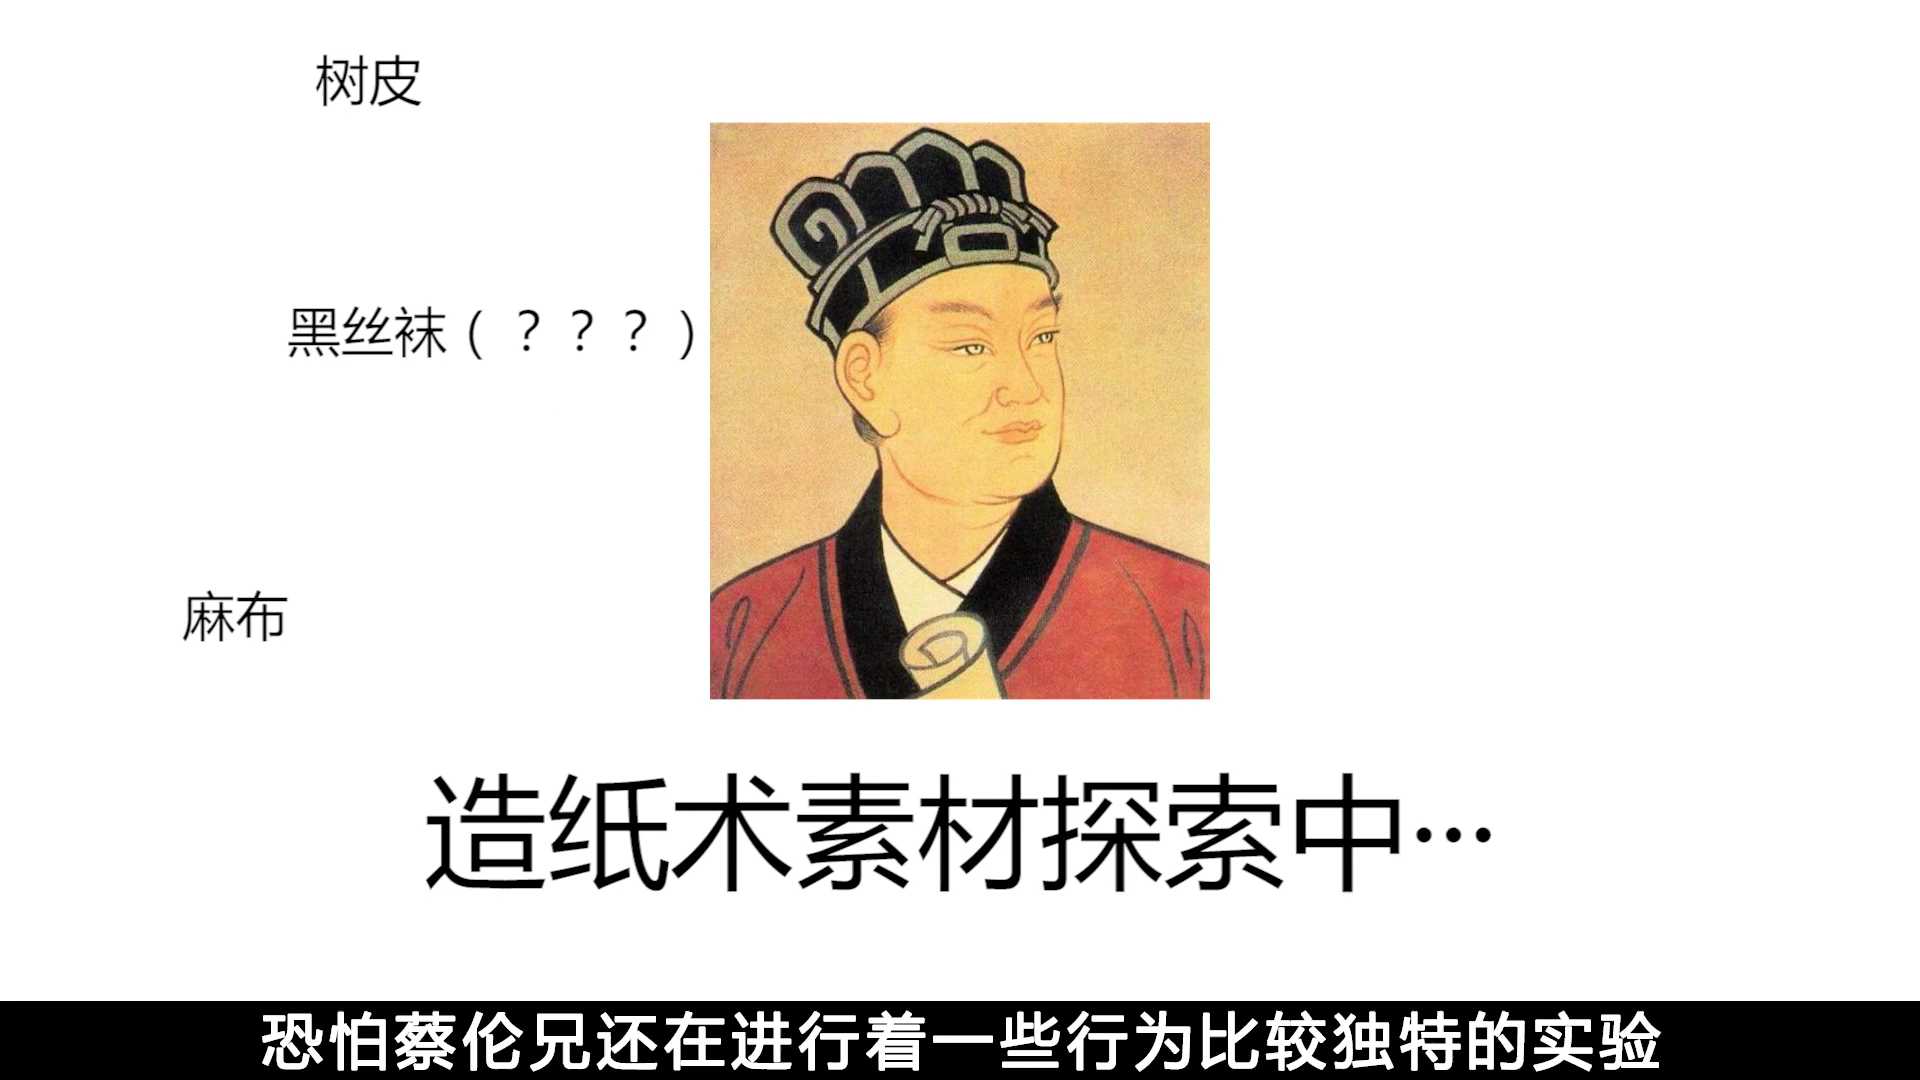 树皮
黑丝袜（？？？）
麻布
造纸术素材探索中…
恐怕蔡伦兄还在进行着一些行为比较独特的实验